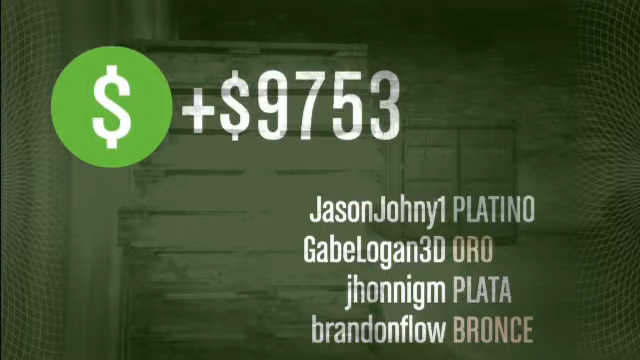 $ +$9753
JasonJohny1 PLATINO
GabeLogan3D ORO
jhonnigm PLATA
brandonflow BRONCE